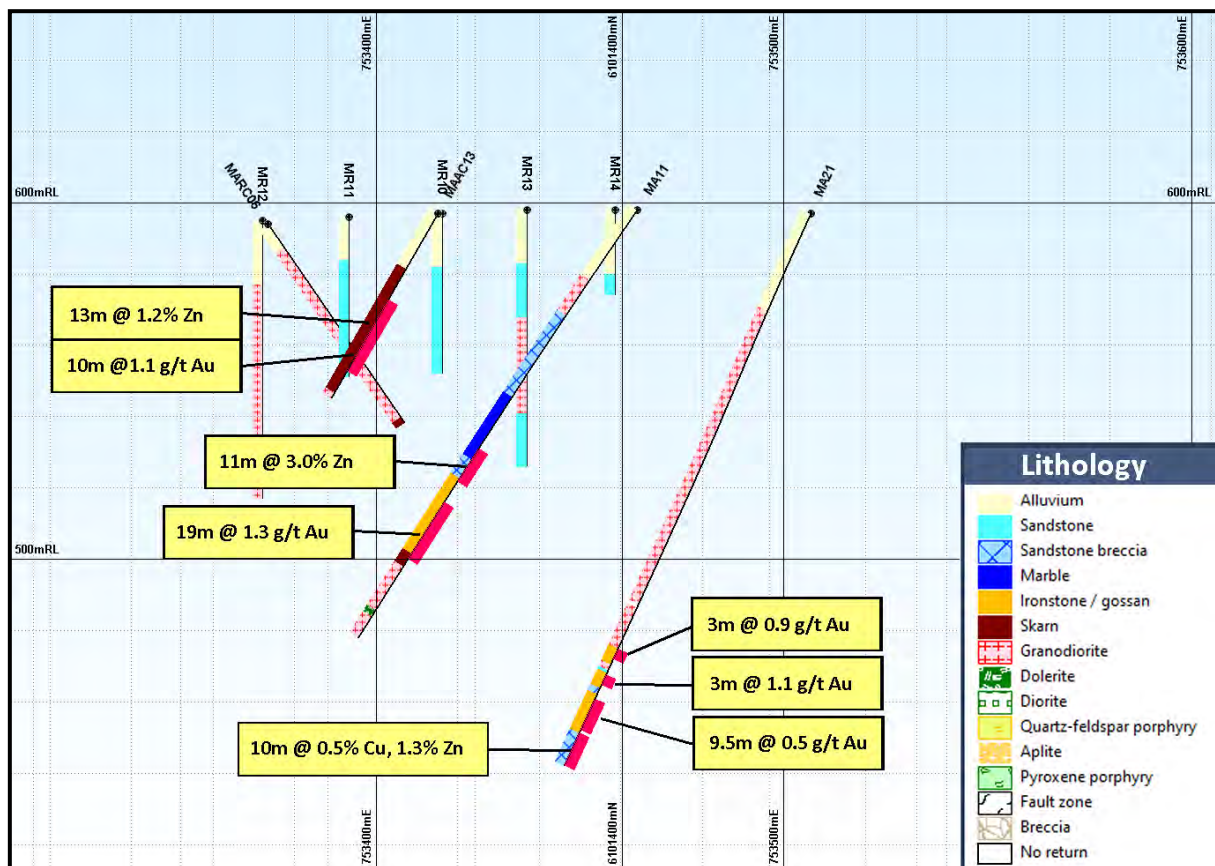 753400mE
6101400mN
753500mE
753600mE
600mRL
600mRL
MARC06
MR12
MR11
MR10
MAAC13
MR13
MR14
MA11
MA21
13m @ 1.2% Zn
10m @1.1 g/t Au
11m @ 3.0% Zn
19m @ 1.3 g/t Au
500mRL
3m @ 0.9 g/t Au
3m @ 1.1 g/t Au
9.5m @ 0.5 g/t Au
10m @ 0.5% Cu, 1.3% Zn
753400mE
6101400mN
753500mE
Lithology
Alluvium
Sandstone
Sandstone breccia
Marble
Ironstone / gossan
Skarn
Granodiorite
Dolerite
Diorite
Quartz-feldspar porphyry
Aplite
Pyroxene porphyry
Fault zone
Breccia
No return